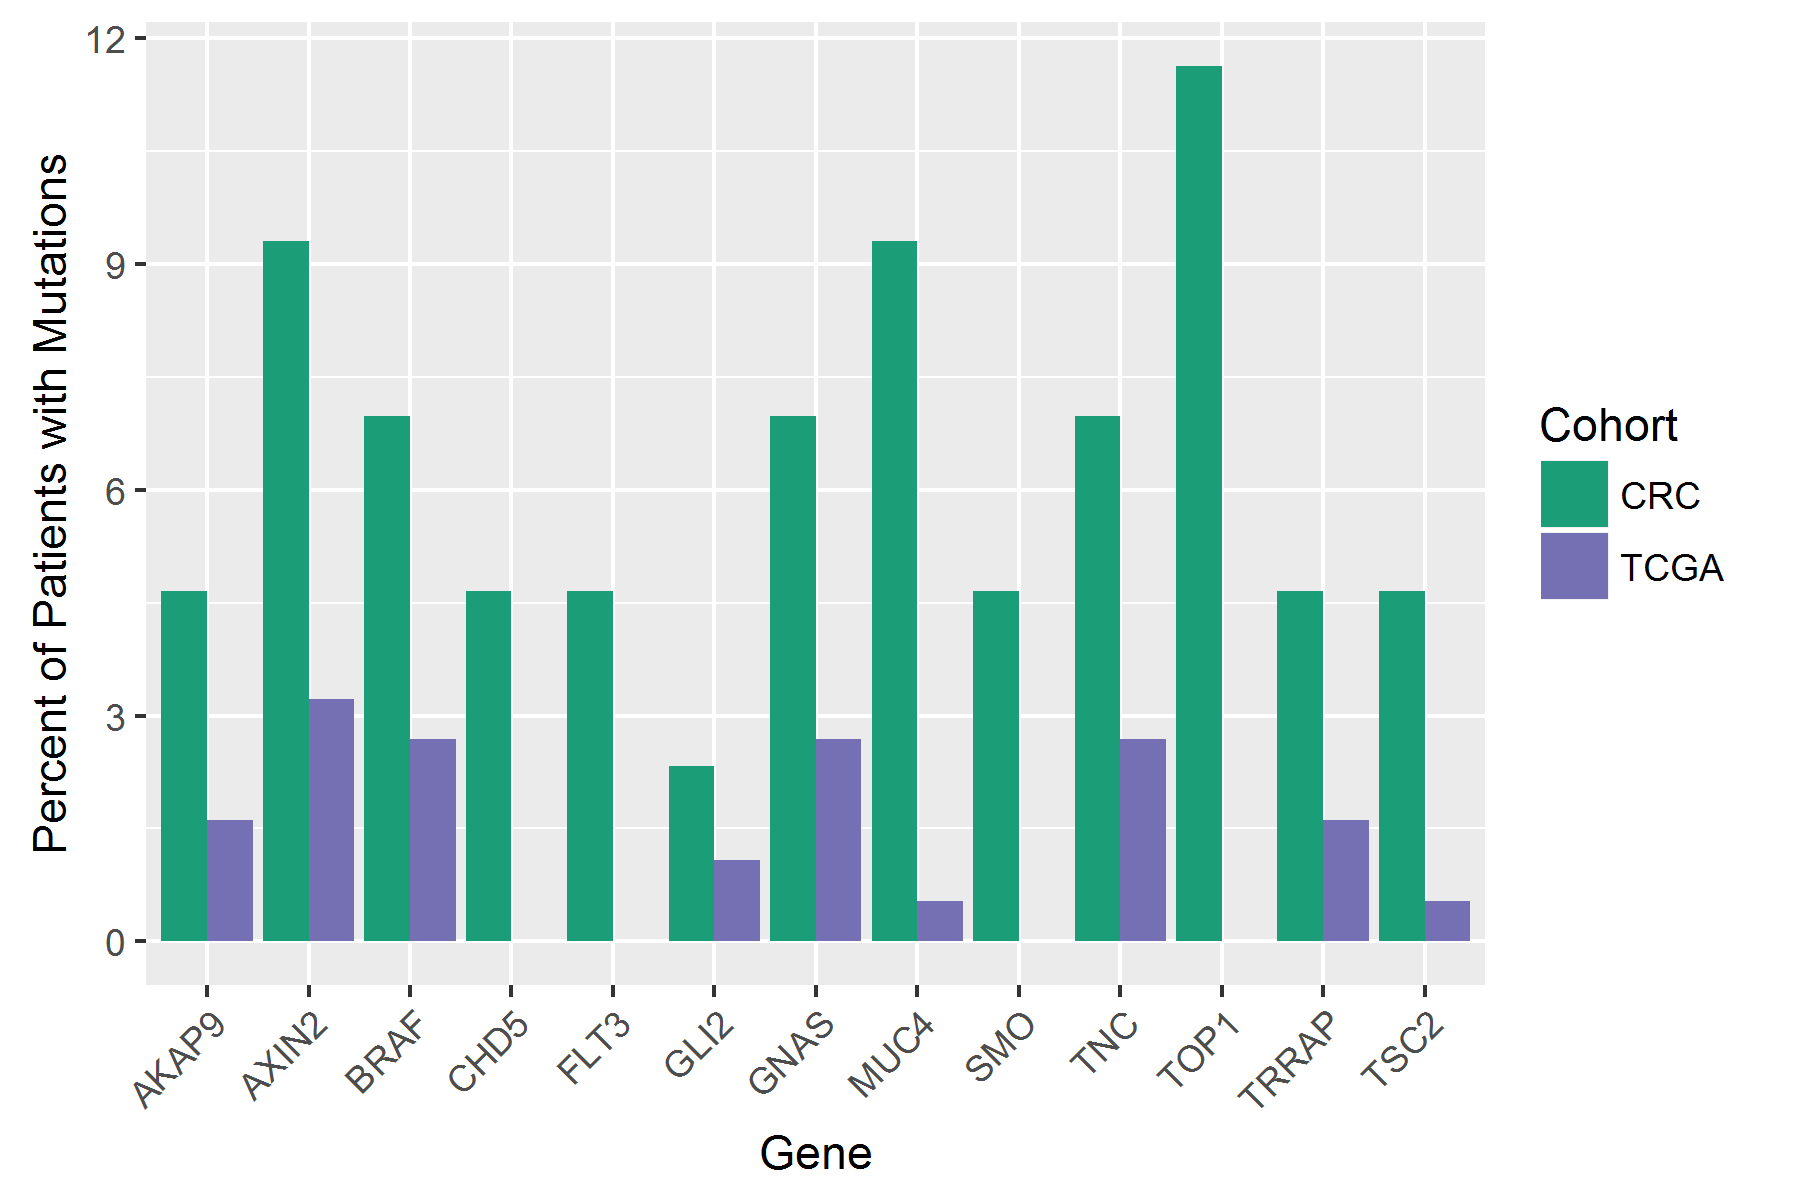 Percent of Patients with Mutations
12
9
6
3
0
AKAP9
AXIN2
BRAF
CHD5
FLT3
GLI2
GNAS
MUC4
SMO
TNC
TOP1
TRRAP
TSC2
Gene
Cohort
CRC
TCGA